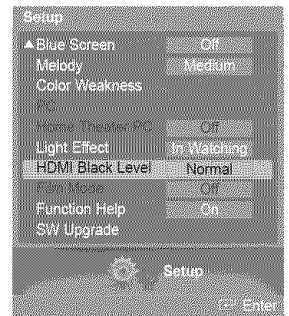 Setup
▲Blue Screen Off
Melody Medium
Color Weakness
PC
Home Theater PC Off
Light Effect In Watching
HDMI Black Level Normal
Film Mode Off
Function Help On
SW Upgrade
Setup
Enter